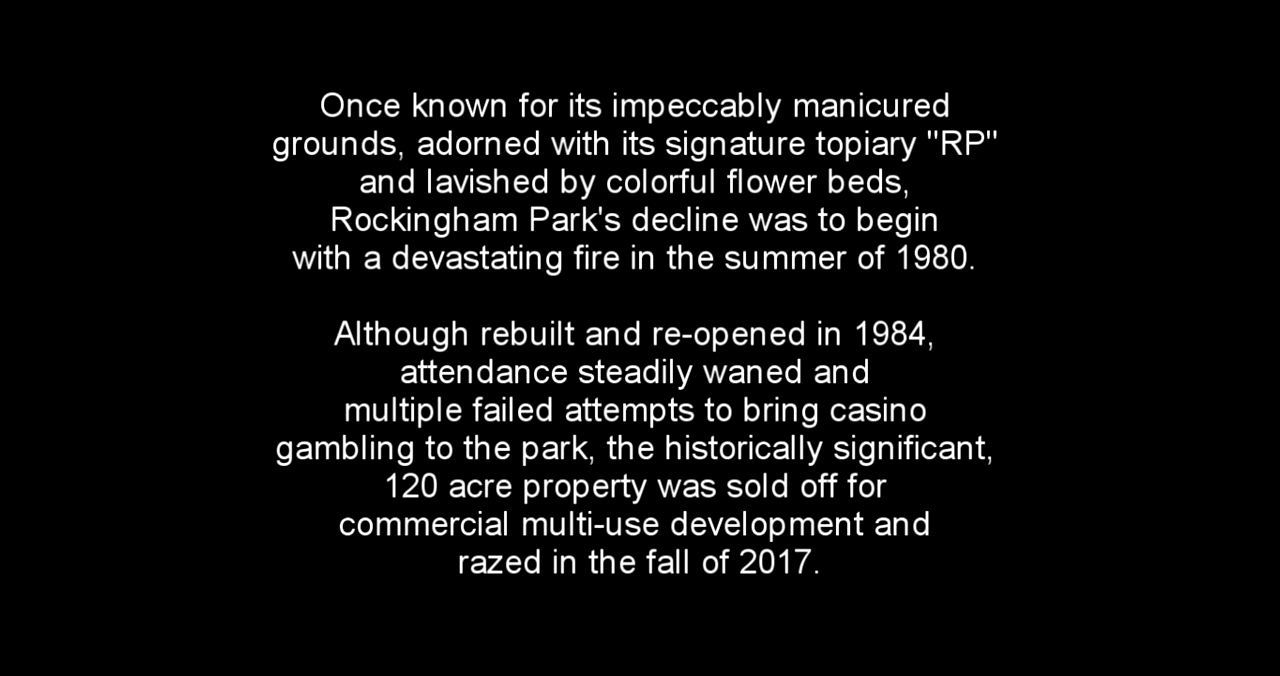 Once known for its impeccably manicured
grounds, adorned with its signature topiary "RP"
and lavished by colorful flower beds,
Rockingham Park's decline was to begin
with a devastating fire in the summer of 1980.
Although rebuilt and re-opened in 1984,
attendance steadily waned and
multiple failed attempts to bring casino
gambling to the park, the historically significant,
120 acre property was sold off for
commercial multi-use development and
razed in the fall of 2017.